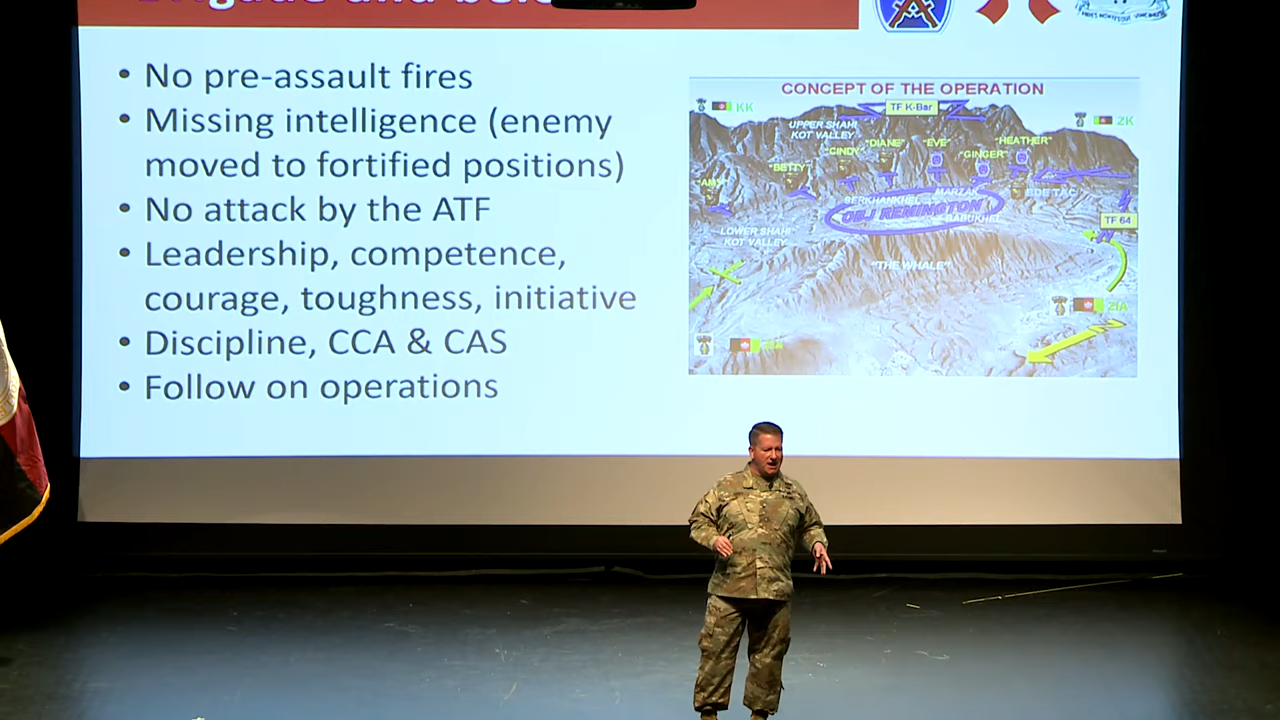 • No pre-assault fires
• Missing intelligence (enemy
moved to fortified positions)
• No attack by the ATF
• Leadership, competence,
courage, toughness, initiative
• Discipline, CCA & CAS
• Follow on operations
CONCEPT OF THE OPERATION
KK
TF K-Bar
ZK
UPPER SHAHI
KOT VALLEY
"CINDY"
"DIANE"
"EVE"
"GINGER"
"HEATHER"
"BETTY"
"AMY"
MARZAK
SERKHANKHEL
OBJ REMINGTON
BABUKHEL
TF 64
LOWER SHAHI
KOT VALLEY
"THE WHALE"
ZIA